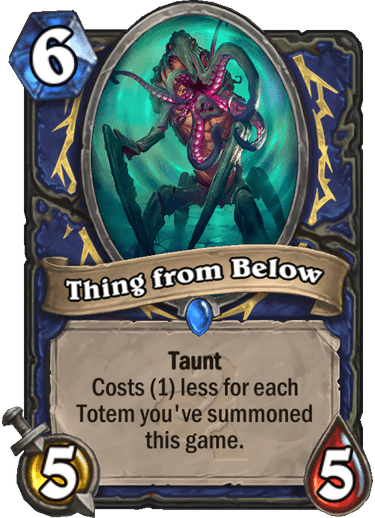 6
Thing from Below
Taunt
Costs (1) less for each
Totem you've summoned
this game.
5
5